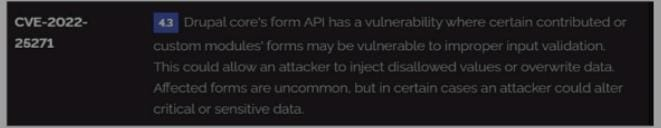 CVE-2022-
25271
4.3 Drupal core's form API has a vulnerability where certain contributed or
custom modules' forms may be vulnerable to improper input validation.
This could allow an attacker to inject disallowed values or overwrite data.
Affected forms are uncommon, but in certain cases an attacker could alter
critical or sensitive data.